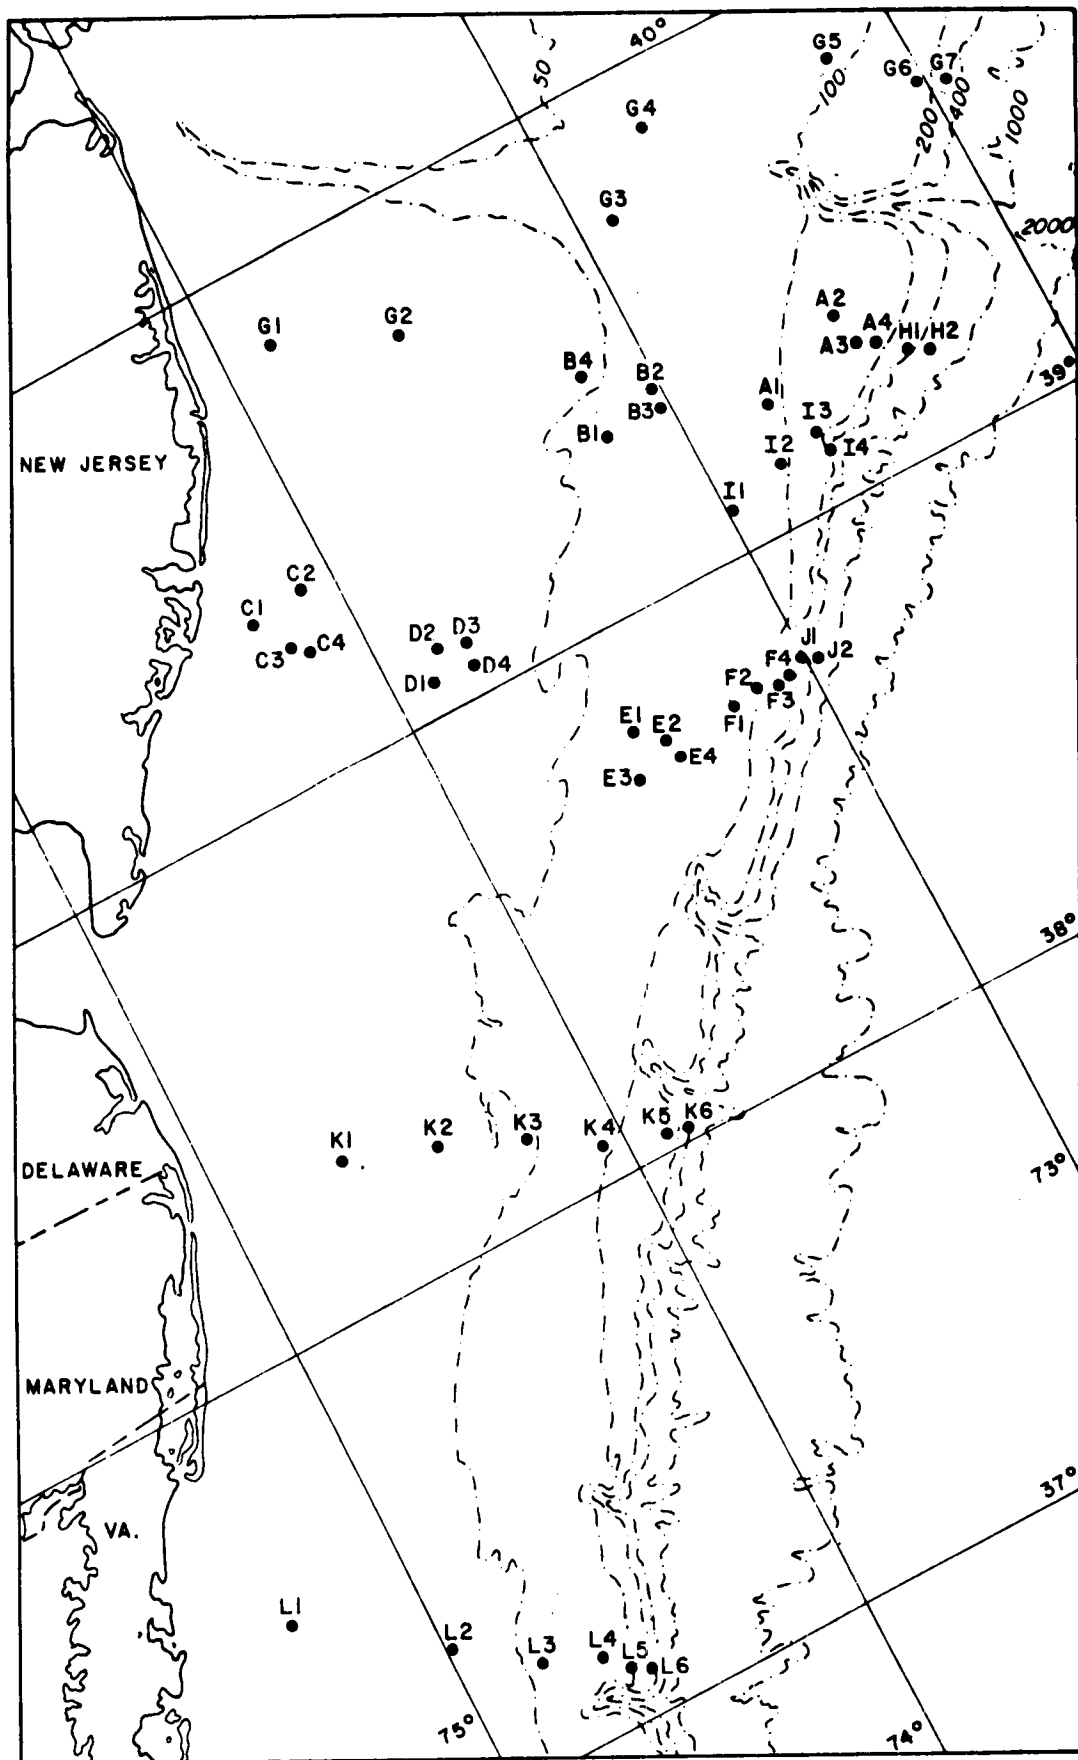 40°
50
G5
100
G6
G7
200
400
1000
G4
G3
2000
G1
G2
A2
A3
A4
H1
H2
39°
B4
B2
B3
B1
A1
I3
I2
I4
NEW JERSEY
I1
C2
C1
C3
C4
D2
D3
D1
D4
J1
J2
F4
F2
F3
F1
E1
E2
E4
E3
38°
K1
K2
K3
K4
K5
K6
73°
DELAWARE
MARYLAND
37°
VA.
L1
L2
L3
L4
L5
L6
75°
74°